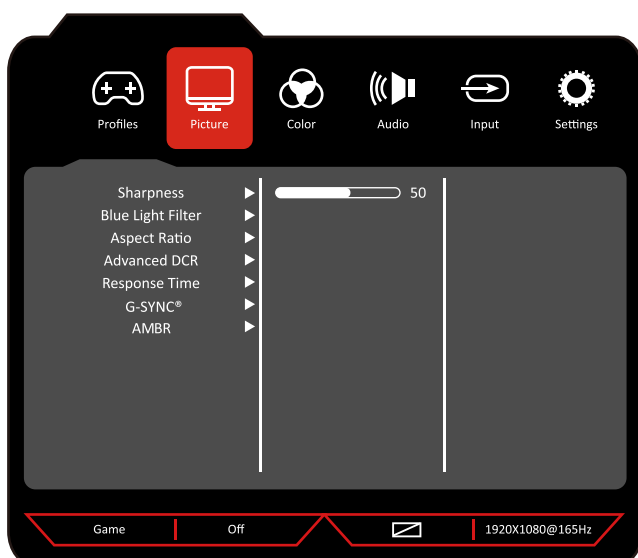 Profiles Picture Color Audio Input Settings
Sharpness 50
Blue Light Filter
Aspect Ratio
Advanced DCR
Response Time
G-SYNC®
AMBR
Game Off 1920X1080@165Hz